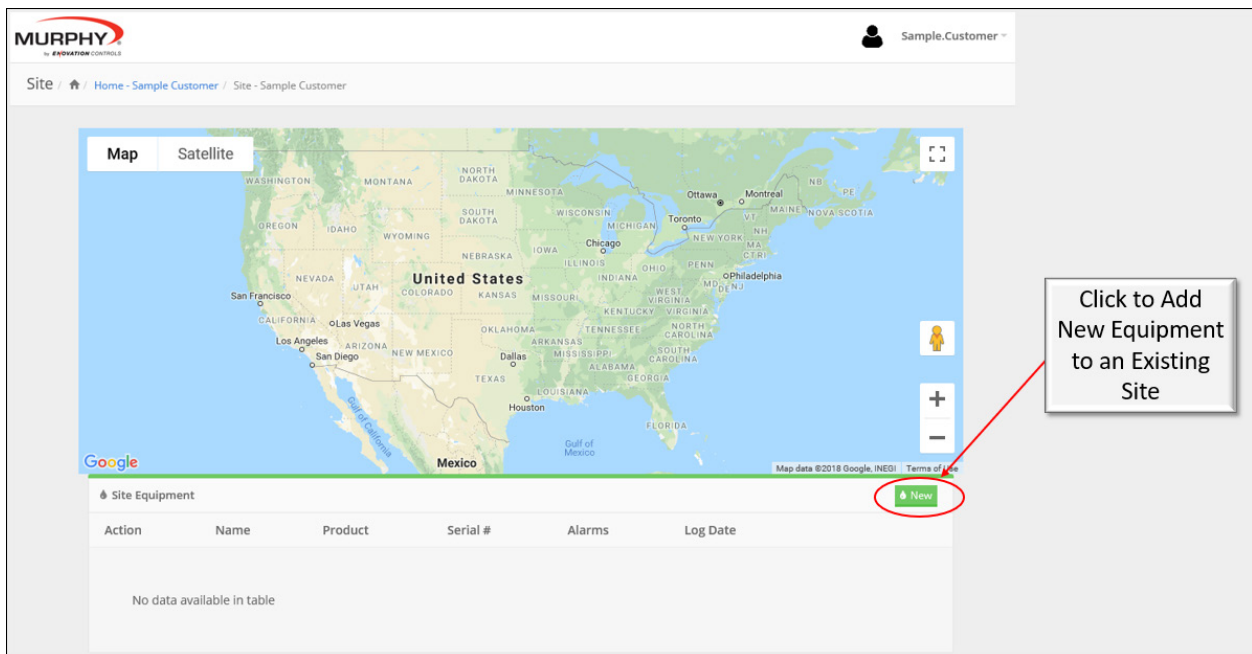 MURPHY
by ENOVATION CONTROLS
Sample.Customer
Site / / Home - Sample Customer / Site - Sample Customer
Map Satellite
WASHINGTON
MONTANA
NORTH DAKOTA
MINNESOTA
Ottawa
Montreal
NB
PE
OREGON
IDAHO
WYOMING
SOUTH DAKOTA
WISCONSIN
MICHIGAN
Toronto
VT
MAINE
NOVA SCOTIA
NH
NEW YORK
MA
CT RI
NEBRASKA
IOWA
Chicago
ILLINOIS
INDIANA
OHIO
PENN
Philadelphia
NEVADA
UTAH
United States
COLORADO
KANSAS
MISSOURI
WEST VIRGINIA
MD
DE NJ
San Francisco
KENTUCKY
VIRGINIA
CALIFORNIA
Las Vegas
OKLAHOMA
TENNESSEE
NORTH CAROLINA
Los Angeles
ARIZONA
NEW MEXICO
ARKANSAS
San Diego
Dallas
MISSISSIPPI
SOUTH CAROLINA
ALABAMA
TEXAS
GEORGIA
LOUISIANA
Houston
Gulf of California
FLORIDA
Gulf of Mexico
Mexico
Google
Map data ©2018 Google, INEGI Terms of Use
Click to Add
New Equipment
to an Existing
Site
Site Equipment
New
Action Name Product Serial # Alarms Log Date
No data available in table